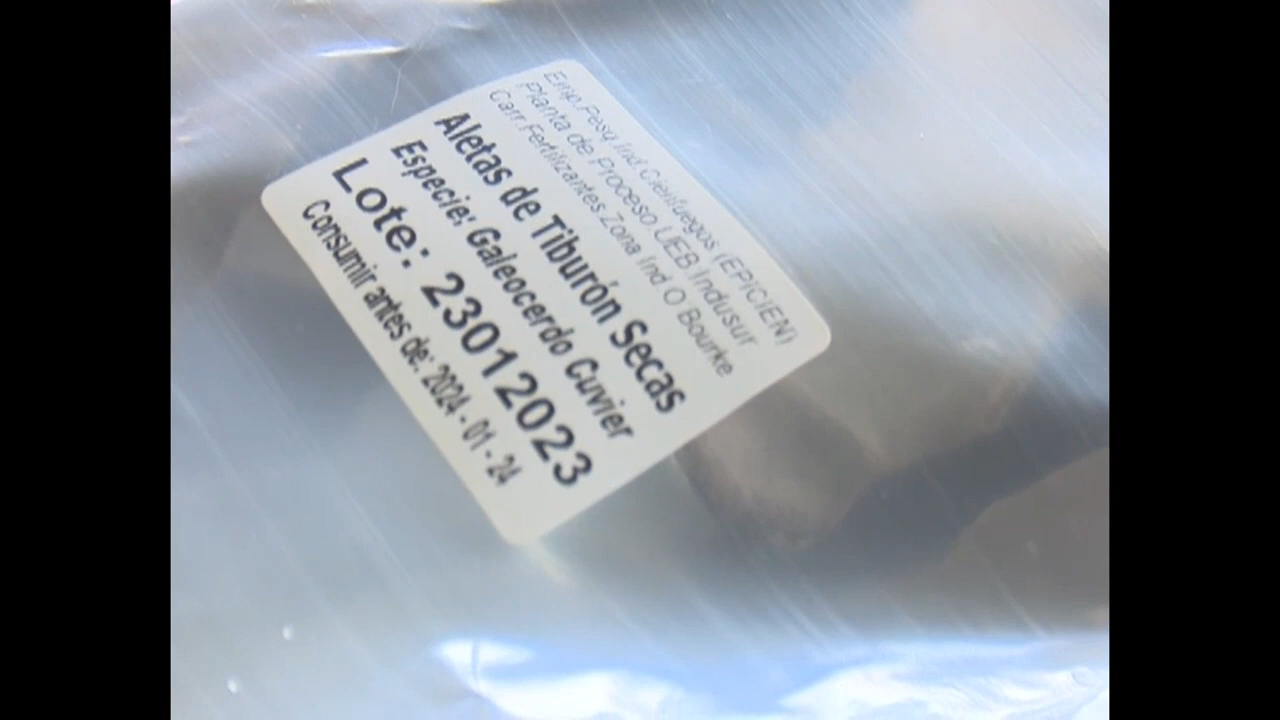 Emp.Pesq.Ind.Cienfuegos (EPICIEN)
Planta de Proceso.UEB Indusur
Carr.Fertilizantes.Zona Ind O Bourke
Aletas de Tiburón Secas
Especie: Galeocerdo Cuvier
Lote: 23012023
Consumir antes de: 2024 - 01 - 24